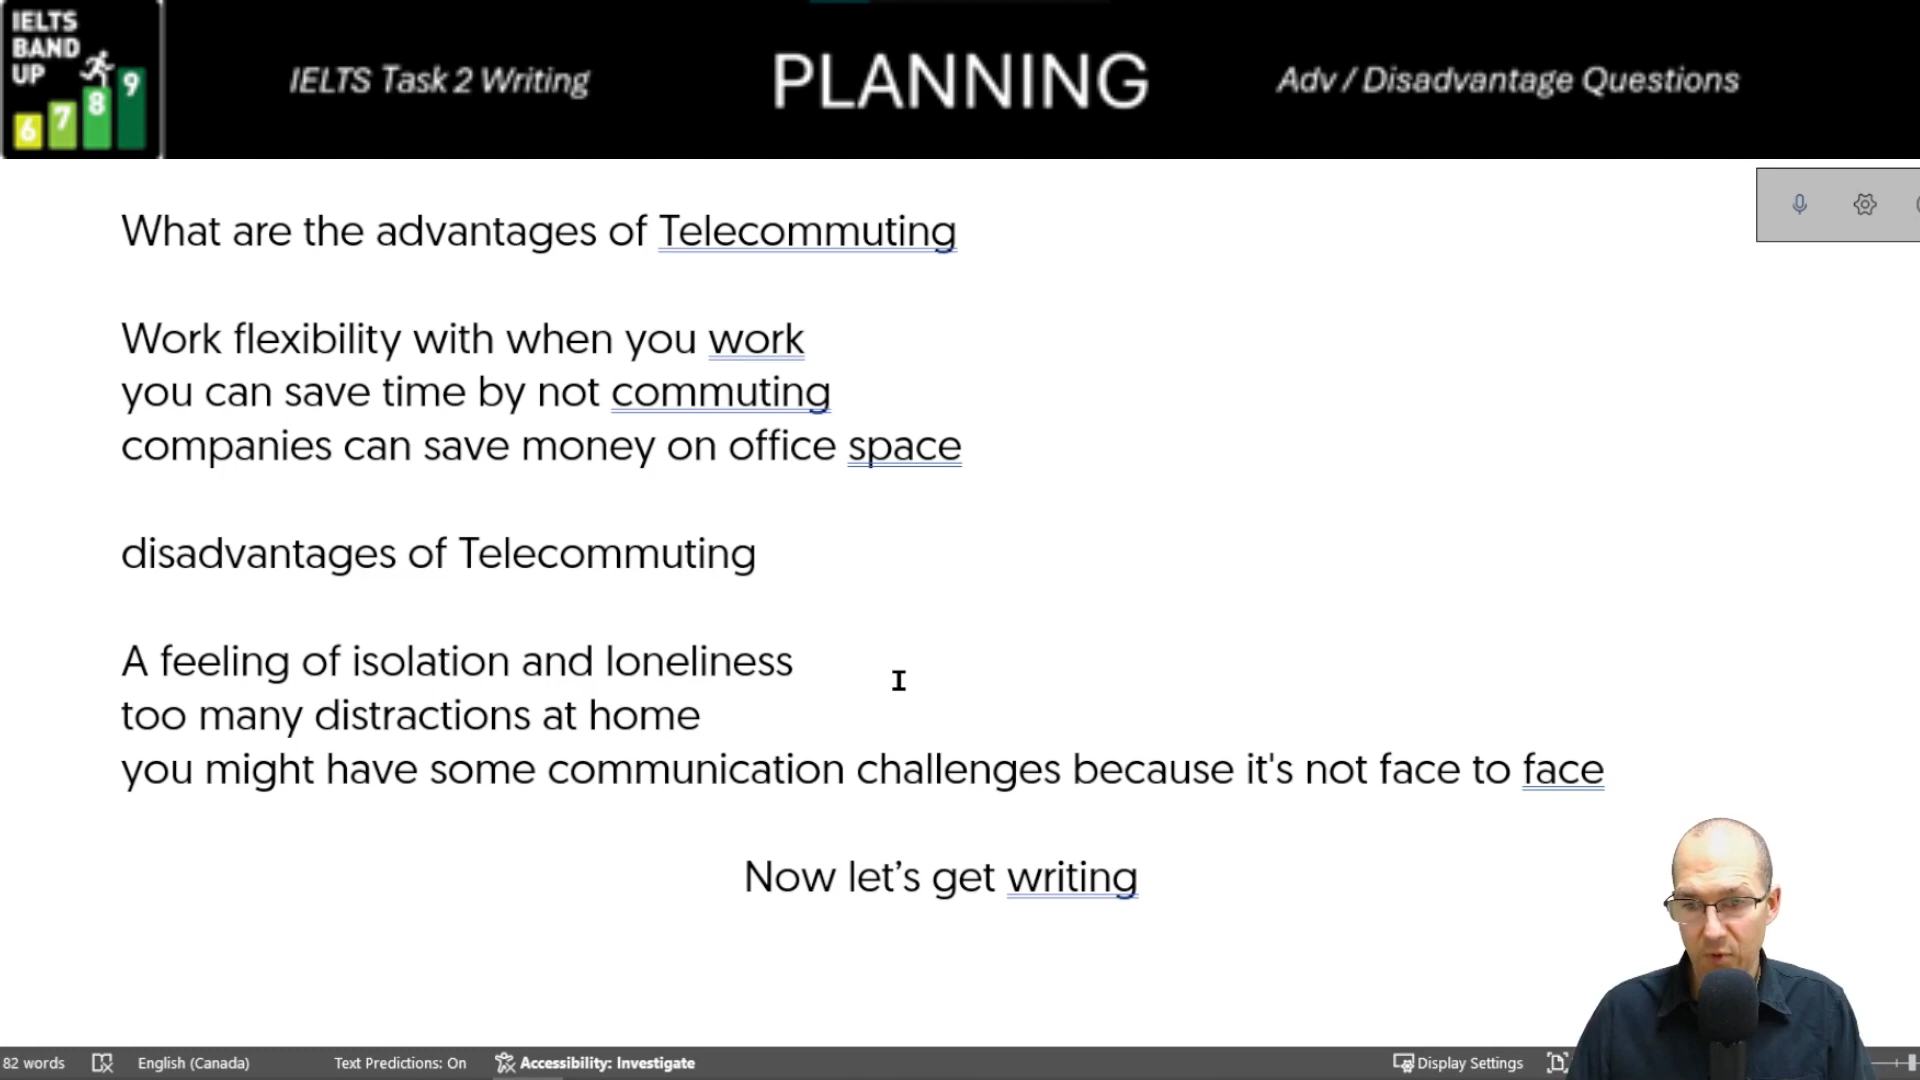 IELTS
BAND
UP
6 7 8 9
IELTS Task 2 Writing
PLANNING
Adv / Disadvantage Questions
What are the advantages of Telecommuting
Work flexibility with when you work
you can save time by not commuting
companies can save money on office space
disadvantages of Telecommuting
A feeling of isolation and loneliness
too many distractions at home
you might have some communication challenges because it's not face to face
Now let’s get writing
82 words English (Canada) Text Predictions: On Accessibility: Investigate Display Settings